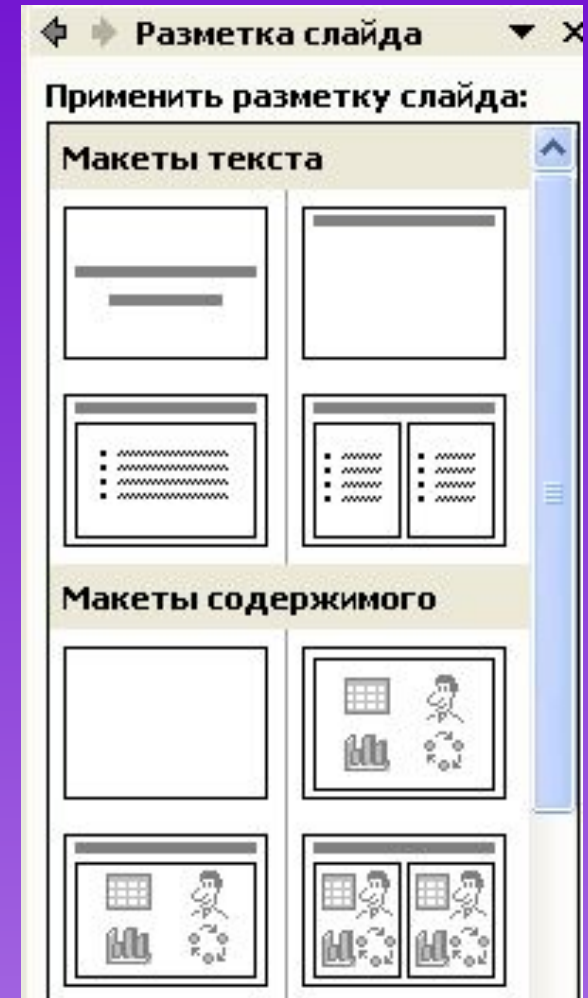 Разметка слайда
Применить разметку слайда:
Макеты текста
Макеты содержимого